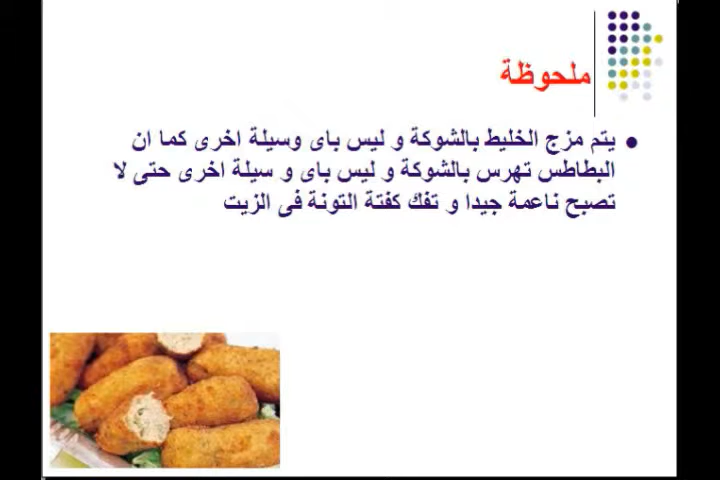 ملحوظة
• يتم مزج الخليط بالشوكة و ليس باى وسيلة اخرى كما ان
البطاطس تهرس بالشوكة و ليس باى و سيلة اخرى حتى لا
تصبح ناعمة جيدا و تفك كفتة التونة فى الزيت